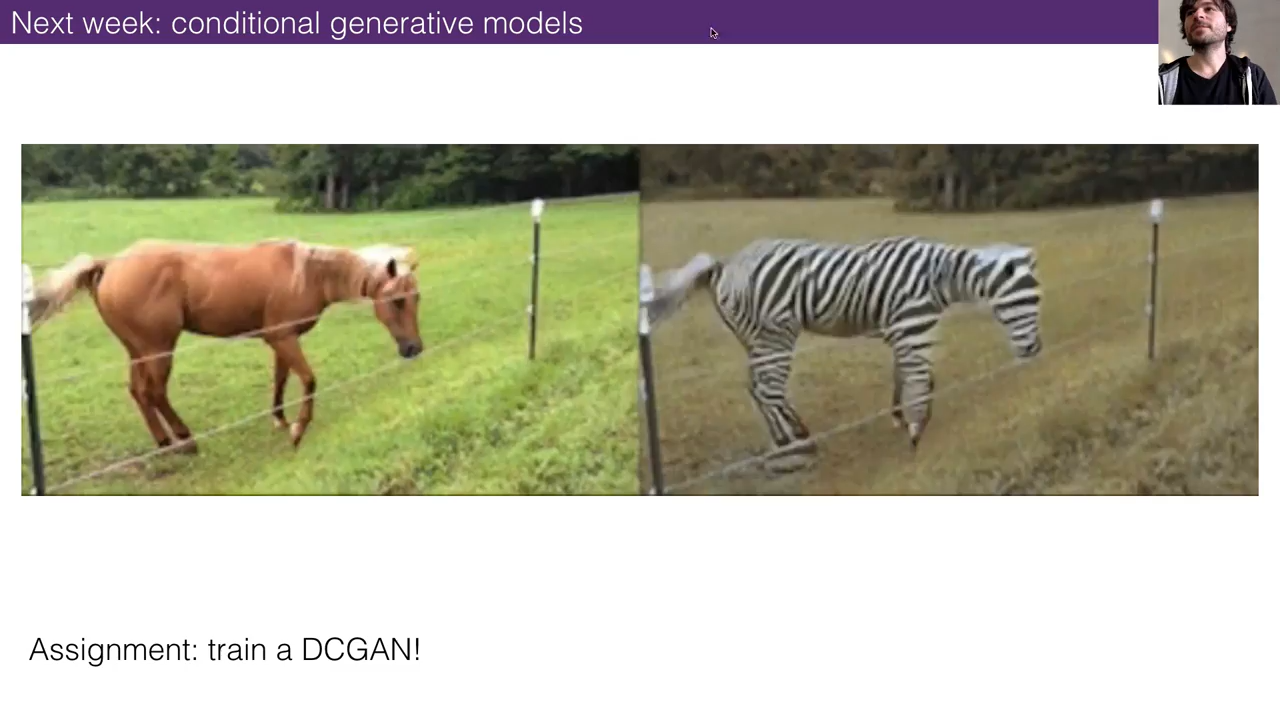 Next week: conditional generative models
Assignment: train a DCGAN!